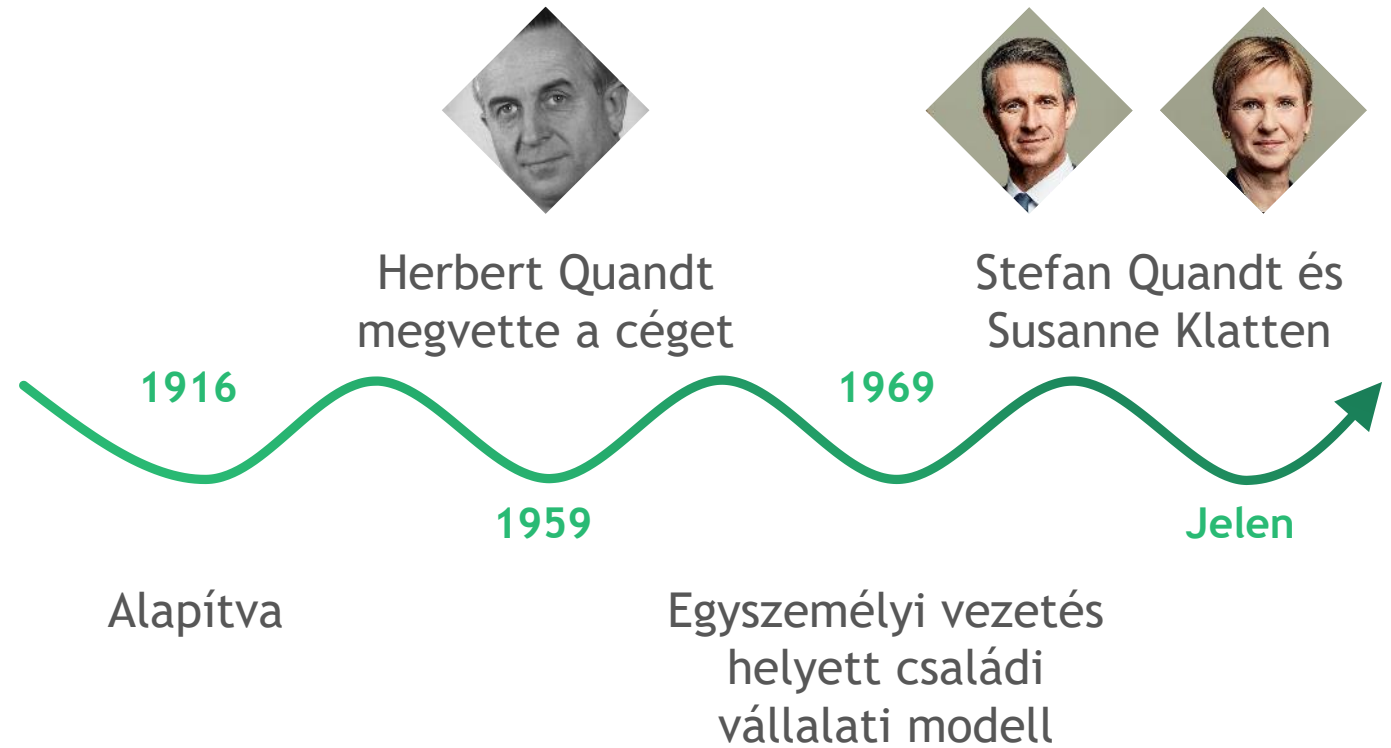 Herbert Quandt
megvette a céget
Stefan Quandt és
Susanne Klatten
1916
1969
1959
Jelen
Alapítva
Egyszemélyi vezetés
helyett családi
vállalati modell